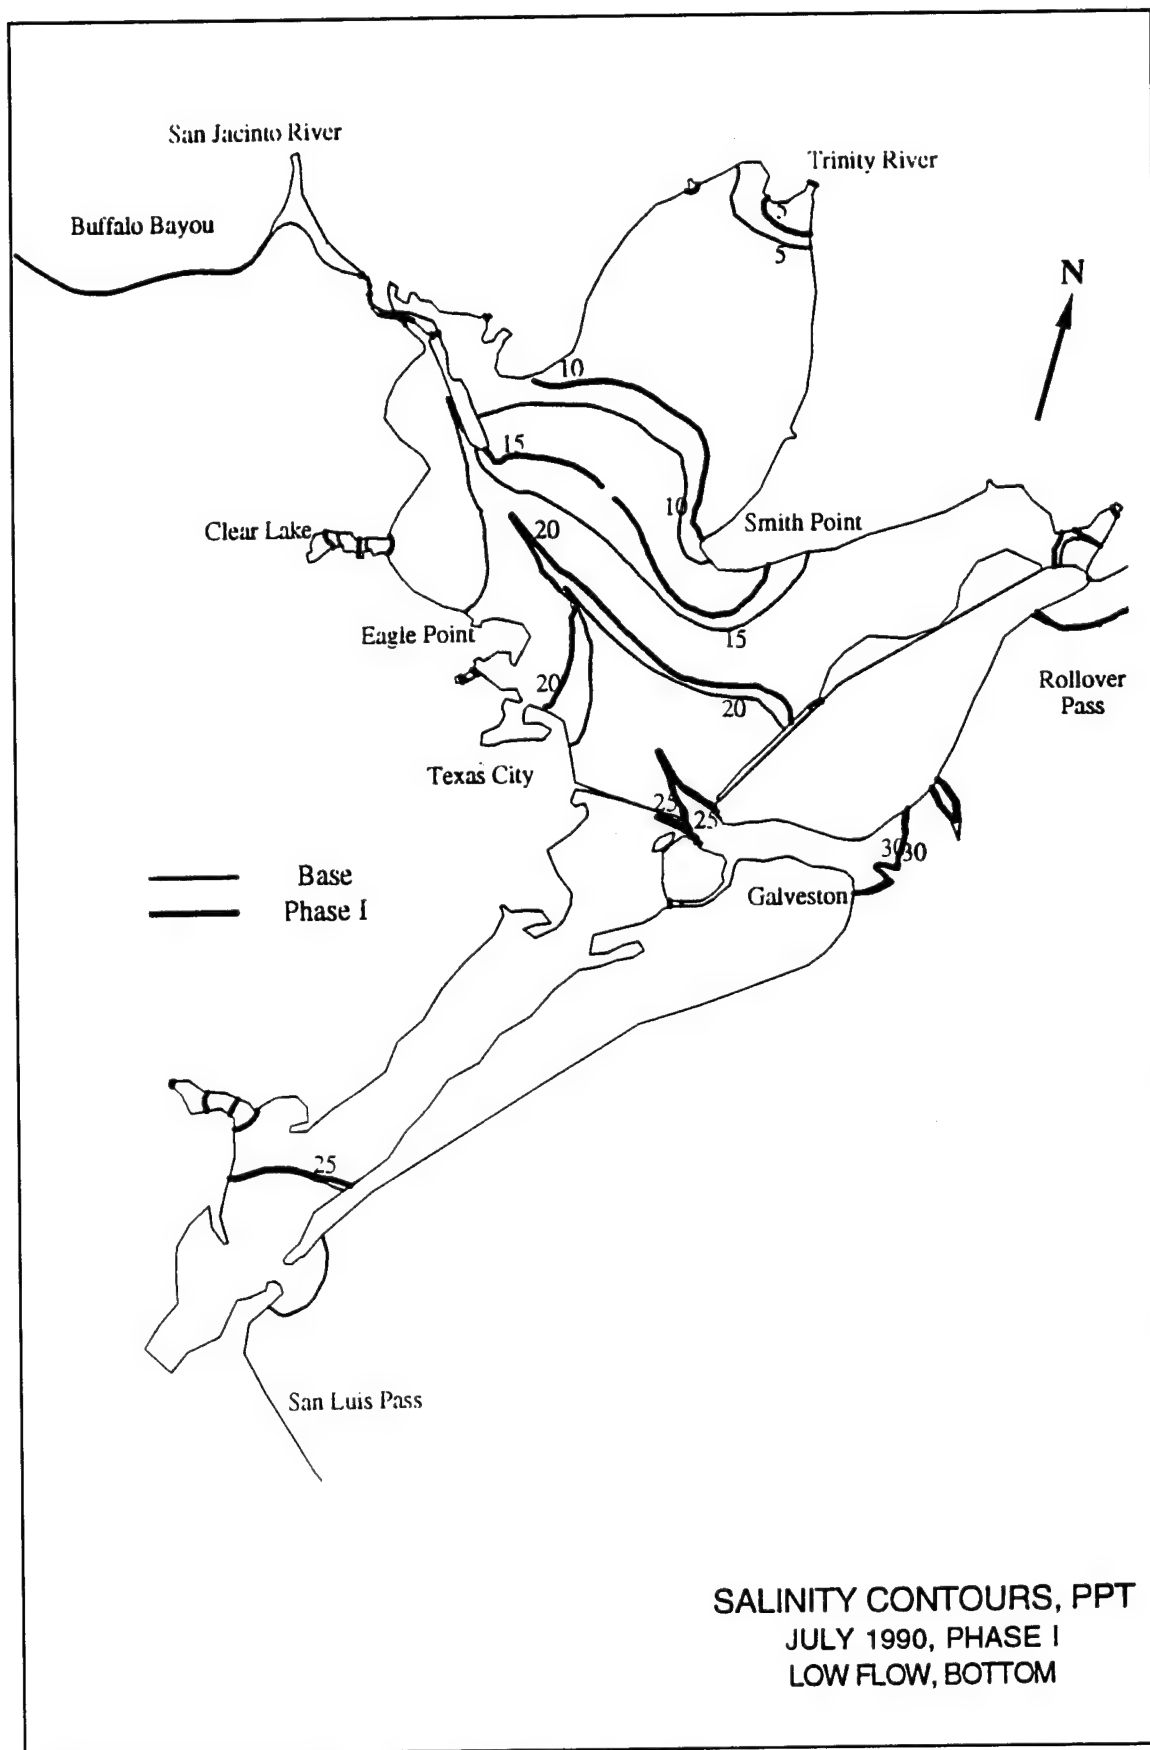 San Jacinto River
Trinity River
Buffalo Bayou
5
5
N
10
15
10
Smith Point
20
Clear Lake
Eagle Point
15
20
20
Rollover
Pass
Texas City
25
25
30
30
Base
Phase I
Galveston
25
San Luis Pass
SALINITY CONTOURS, PPT
JULY 1990, PHASE I
LOW FLOW, BOTTOM